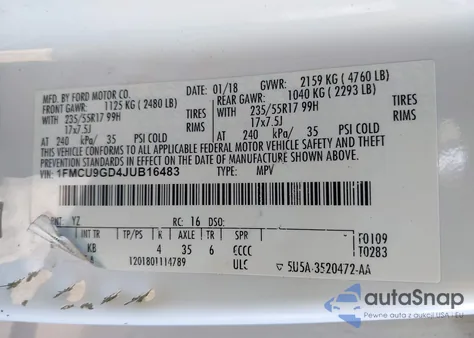 MFD. BY FORD MOTOR CO.
01/18 GVWR: 2159 KG ( 4760 LB)
FRONT GAWR: 1125 KG ( 2480 LB) REAR GAWR: 1040 KG ( 2293 LB)
WITH 235/55R17 99H TIRES WITH 235/55R17 99H TIRES
17x7.5J RIMS 17x7.5J RIMS
AT 240 kPa/ 35 PSI COLD AT 240 kPa/ 35 PSI COLD
THIS VEHICLE CONFORMS TO ALL APPLICABLE FEDERAL MOTOR VEHICLE SAFETY AND THEFT
PREVENTION STANDARDS IN EFFECT ON THE DATE OF MANUFACTURE SHOWN ABOVE.
VIN: 1FMCU9GD4JUB16483 TYPE: MPV
EXT PNT: YZ RC: 16 DSO:
INT TR TP/PS R AXLE TR SPR
KB 4 35 6 CCCC
1201801114789 ULC
F0109
T0283
5U5A-3520472-AA
autoSnap
Pewne auta z USA i EU